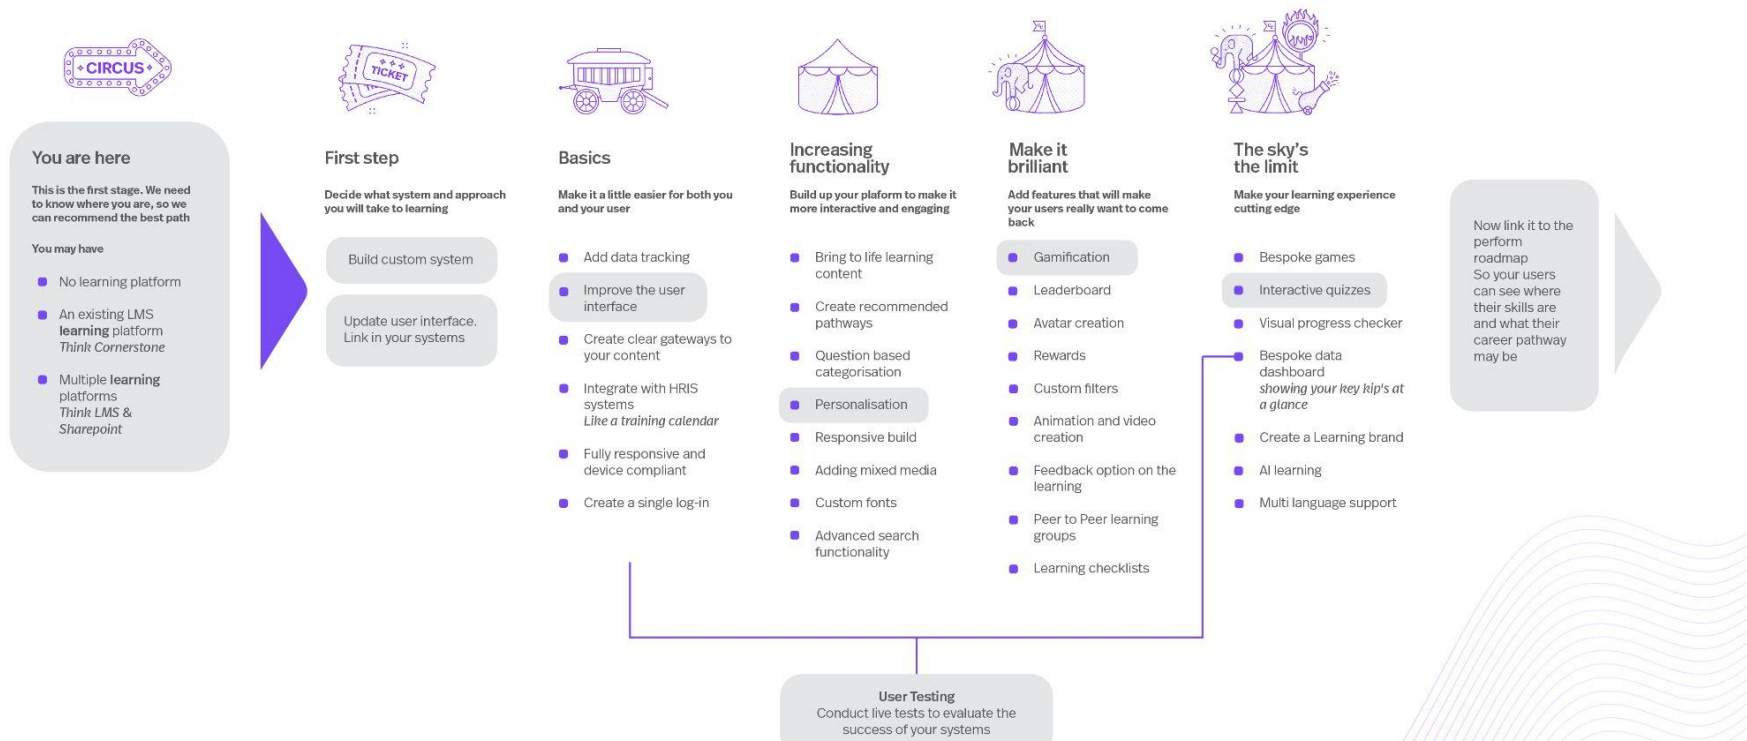 CIRCUS
TICKET
You are here
This is the first stage. We need
to know where you are, so we
can recommend the best path
You may have
No learning platform
An existing LMS
learning platform
Think Cornerstone
Multiple learning
platforms
Think LMS &
Sharepoint
First step
Decide what system and approach
you will take to learning
Build custom system
Update user interface.
Link in your systems
Basics
Make it a little easier for both you
and your user
Add data tracking
Improve the user
interface
Create clear gateways to
your content
Integrate with HRIS
systems
Like a training calendar
Fully responsive and
device compliant
Create a single log-in
Increasing
functionality
Build up your plaform to make it
more interactive and engaging
Bring to life learning
content
Create recommended
pathways
Question based
categorisation
Personalisation
Responsive build
Adding mixed media
Custom fonts
Advanced search
functionality
Make it
brilliant
Add features that will make
your users really want to come
back
Gamification
Leaderboard
Avatar creation
Rewards
Custom filters
Animation and video
creation
Feedback option on the
learning
Peer to Peer learning
groups
Learning checklists
The sky's
the limit
Make your learning experience
cutting edge
Bespoke games
Interactive quizzes
Visual progress checker
Bespoke data
dashboard
showing your key kip's at
a glance
Create a Learning brand
AI learning
Multi language support
Now link it to the
perform
roadmap
So your users
can see where
their skills are
and what their
career pathway
may be
User Testing
Conduct live tests to evaluate the
success of your systems